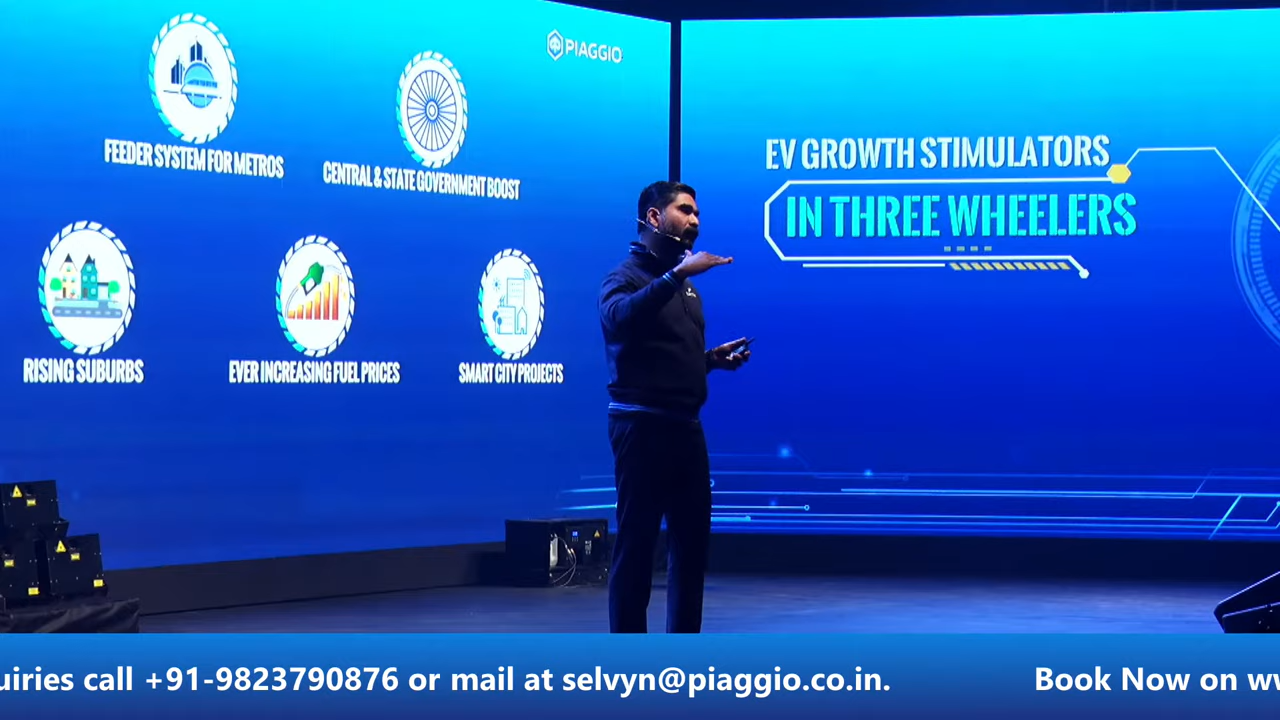 PIAGGIO
FEEDER SYSTEM FOR METROS
CENTRAL & STATE GOVERNMENT BOOST
RISING SUBURBS
EVER INCREASING FUEL PRICES
SMART CITY PROJECTS
EV GROWTH STIMULATORS
IN THREE WHEELERS
uiries call +91-9823790876 or mail at selvyn@piaggio.co.in. Book Now on